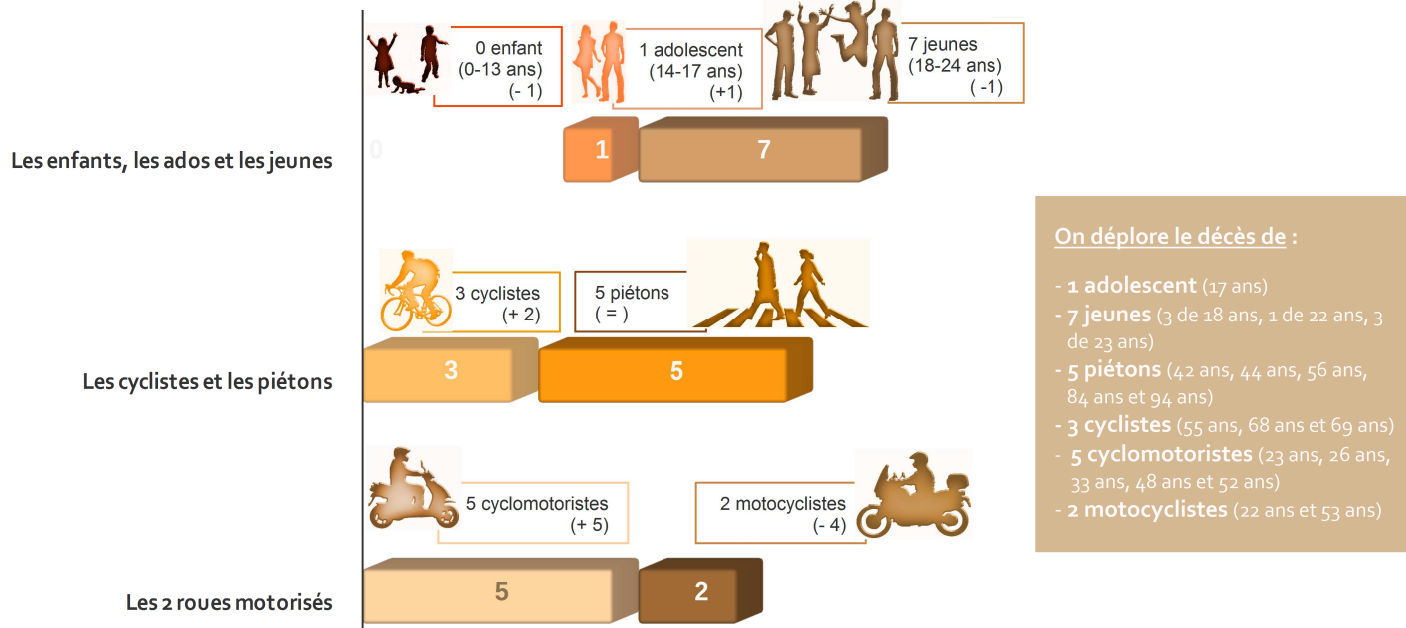 0 enfant
(0-13 ans)
(- 1)
1 adolescent
(14-17 ans)
(+1)
7 jeunes
(18-24 ans)
( -1)
Les enfants, les ados et les jeunes
0
1
7
3 cyclistes
(+ 2)
5 piétons
( = )
Les cyclistes et les piétons
3
5
5 cyclomotoristes
(+ 5)
2 motocyclistes
(- 4)
Les 2 roues motorisés
5
2
On déplore le décès de :
- 1 adolescent (17 ans)
- 7 jeunes (3 de 18 ans, 1 de 22 ans, 3
de 23 ans)
- 5 piétons (42 ans, 44 ans, 56 ans,
84 ans et 94 ans)
- 3 cyclistes (55 ans, 68 ans et 69 ans)
- 5 cyclomotoristes (23 ans, 26 ans,
33 ans, 48 ans et 52 ans)
- 2 motocyclistes (22 ans et 53 ans)